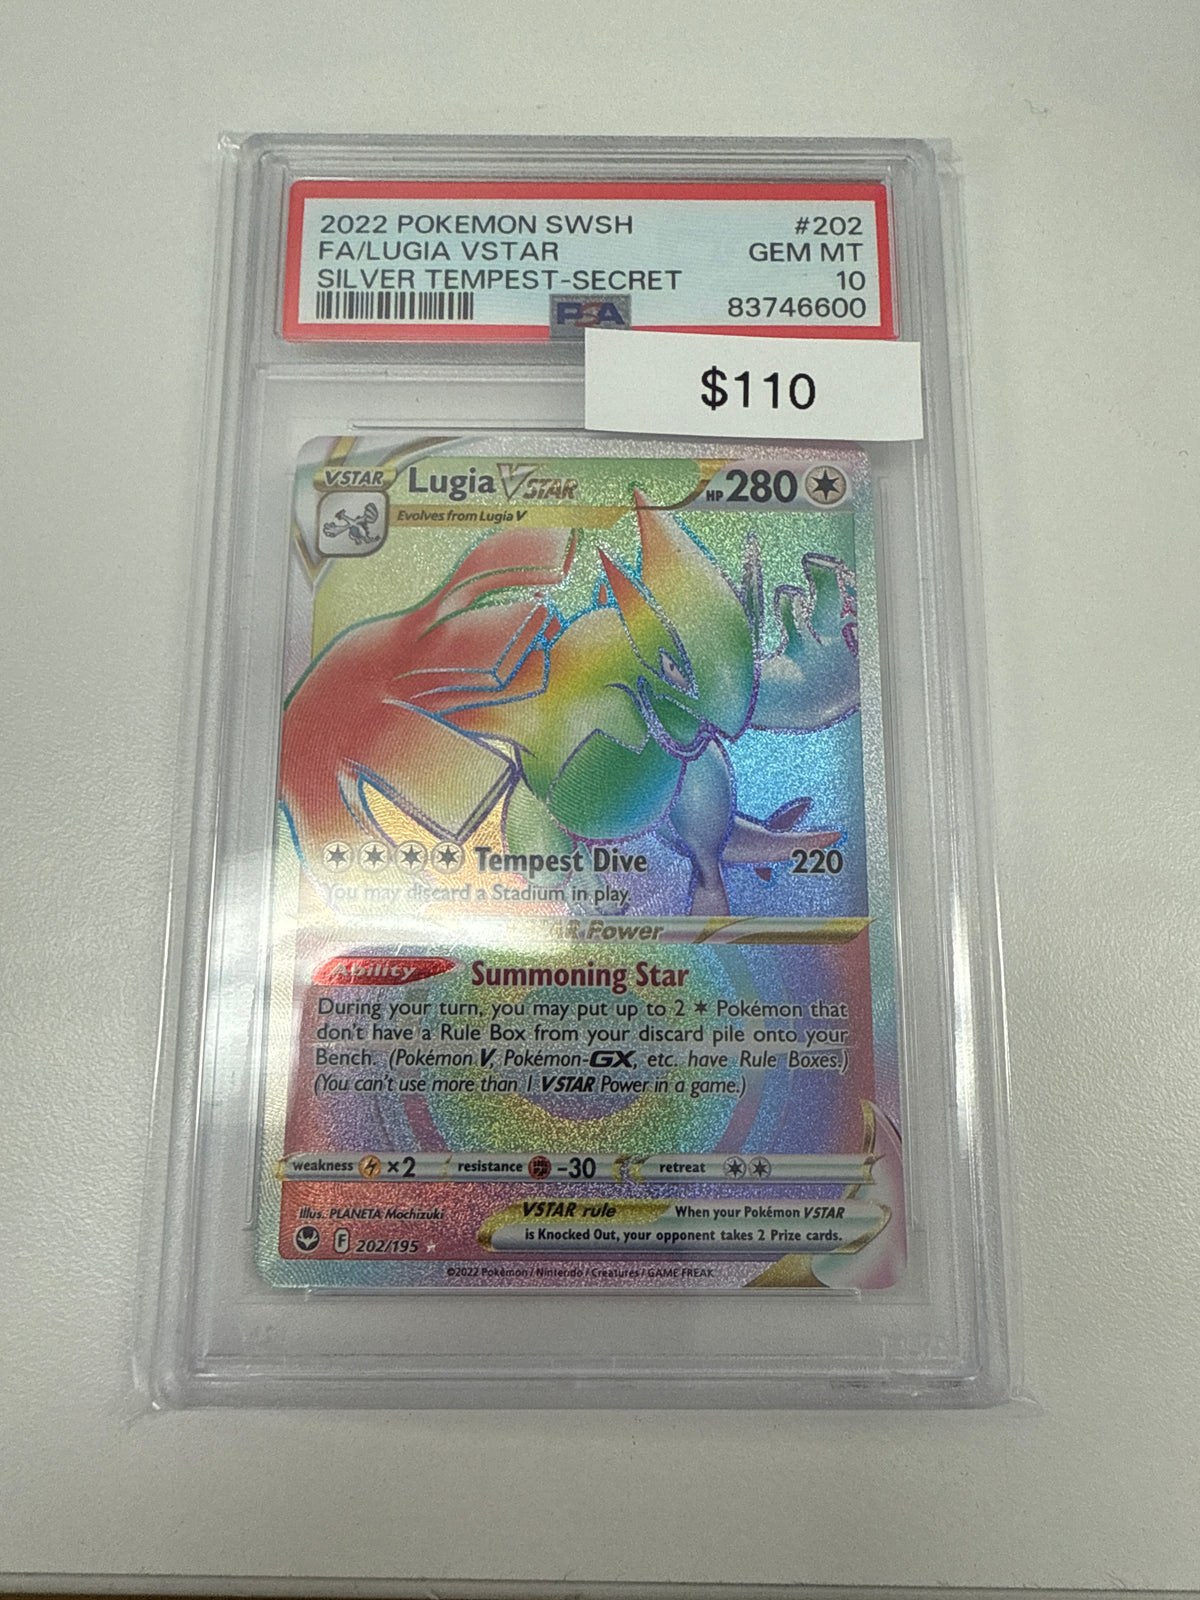 2022 POKEMON SWSH #202
FA/LUGIA VSTAR GEM MT
SILVER TEMPEST-SECRET 10
PSA 83746600
$110
VSTAR Lugia VSTAR HP 280
Evolves from Lugia V
Tempest Dive 220
You may discard a Stadium in play.
STAR Power
Ability Summoning Star
During your turn, you may put up to 2 Pokémon that
don't have a Rule Box from your discard pile onto your
Bench. (Pokémon V, Pokémon-GX, etc. have Rule Boxes.)
(You can't use more than 1 VSTAR Power in a game.)
weakness ×2 resistance -30 retreat
Illus. PLANETA Mochizuki
VSTAR rule When your Pokémon VSTAR
is Knocked Out, your opponent takes 2 Prize cards.
F 202/195
©2022 Pokémon / Nintendo / Creatures / GAME FREAK